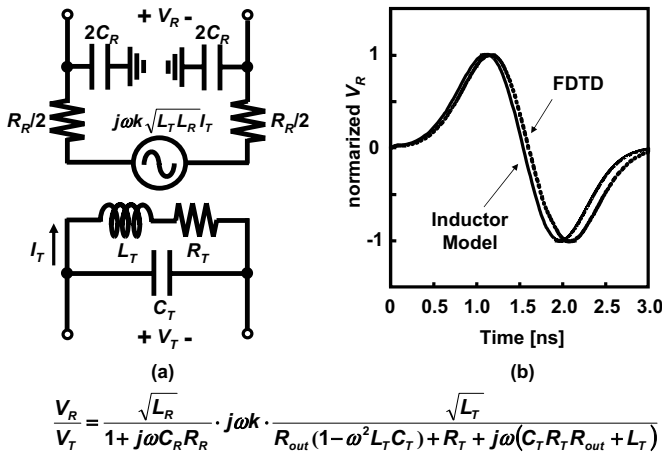 + V_R -
2C_R
2C_R
R_R/2
jωk√(L_T L_R) I_T
R_R/2
I_T
L_T
R_T
C_T
+ V_T -
(a)
normarized V_R
1
0
-1
FDTD
Inductor
Model
0
0.5
1.0
1.5
2.0
2.5
3.0
Time [ns]
(b)
V_R/V_T = √L_R/(1 + jωC_R R_R) · jωk · √L_T/(R_out(1-ω²L_T C_T) + R_T + jω(C_T R_T R_out + L_T))